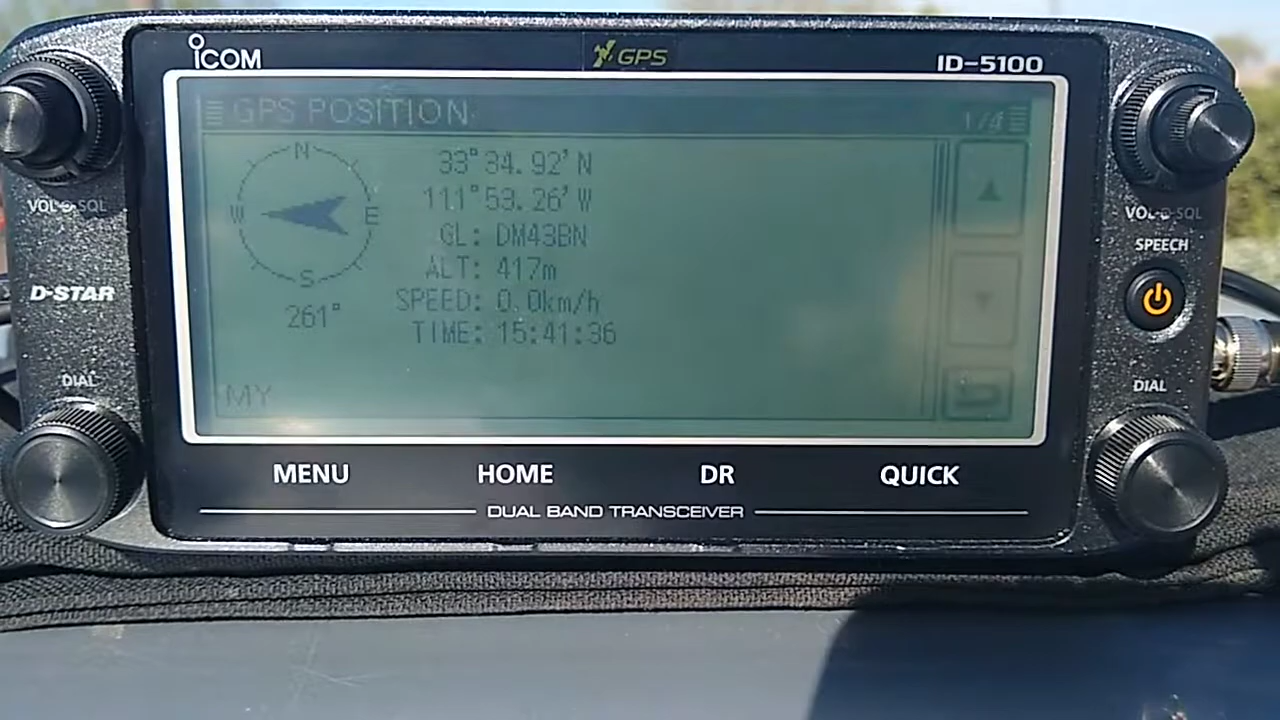 iCOM
GPS
ID-5100
GPS POSITION
1/4
N
W E
S
261°
33°34.92'N
111°53.26'W
GL: DM43BN
ALT: 417m
SPEED: 0.0km/h
TIME: 15:41:36
MY
VOL-D-SQL
D-STAR
DIAL
VOL-D-SQL
SPEECH
DIAL
MENU HOME DR QUICK
DUAL BAND TRANSCEIVER